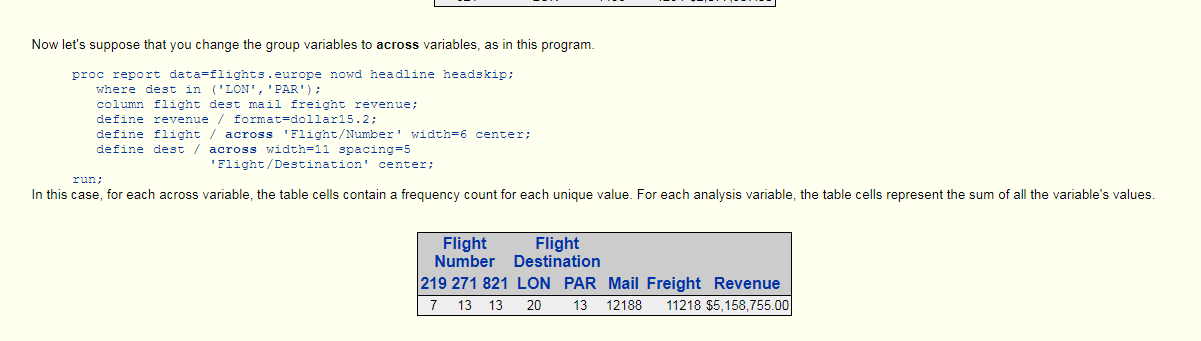 Now let's suppose that you change the group variables to across variables, as in this program.
proc report data=flights.europe nowd headline headskip;
where dest in ('LON','PAR');
column flight dest mail freight revenue;
define revenue / format=dollar15.2;
define flight / across 'Flight/Number' width=6 center;
define dest / across width=11 spacing=5
'Flight/Destination' center;
run;
In this case, for each across variable, the table cells contain a frequency count for each unique value. For each analysis variable, the table cells represent the sum of all the variable's values.
Flight Flight
Number Destination
219 271 821 LON PAR Mail Freight Revenue
7 13 13 20 13 12188 11218 $5,158,755.00